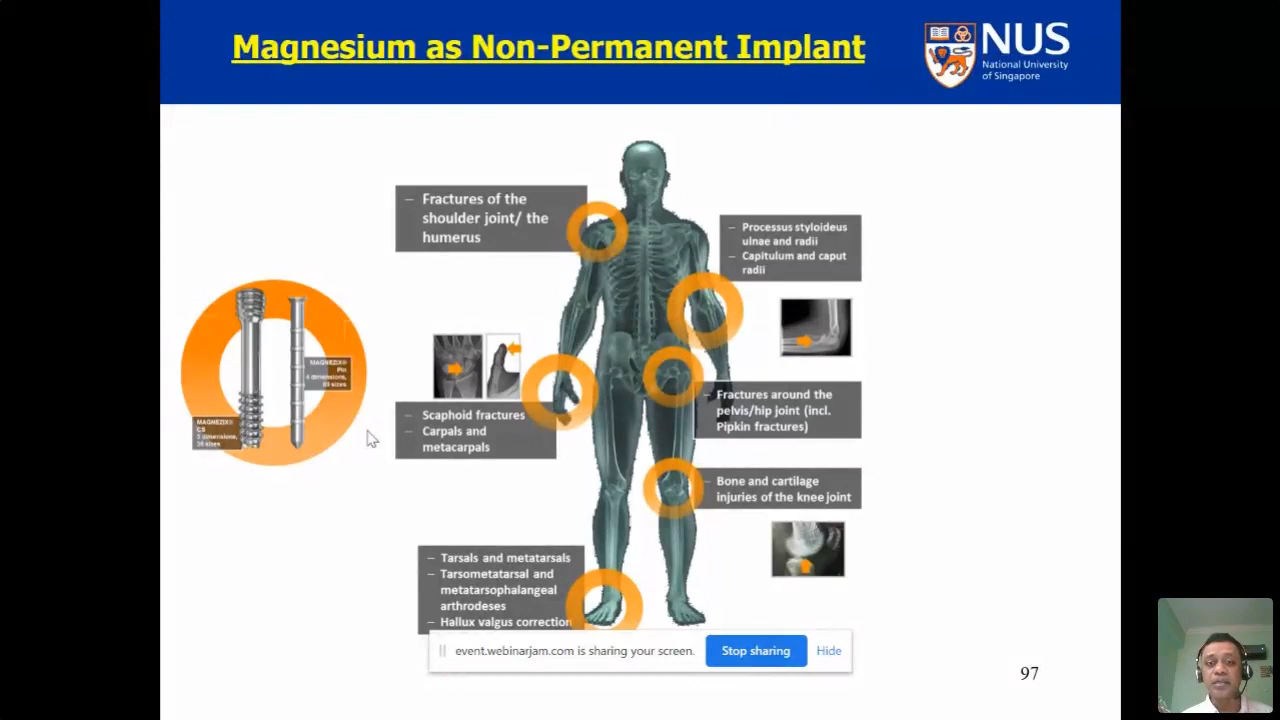 Magnesium as Non-Permanent Implant
NUS
National University
of Singapore
– Fractures of the
shoulder joint/ the
humerus
– Processus styloideus
ulnae and radii
– Capitulum and caput
radii
MAGNEZIX®
Pin
4 dimensions,
MAGNEZIX®
CS
3 dimensions,
sizes
– Scaphoid fractures
– Carpals and
metacarpals
– Fractures around the
pelvis/hip joint (incl.
Pipkin fractures)
– Bone and cartilage
injuries of the knee joint
– Tarsals and metatarsals
– Tarsometatarsal and
metatarsophalangeal
arthrodeses
– Hallux valgus correction
event.webinarjam.com is sharing your screen.
Stop sharing
Hide
97